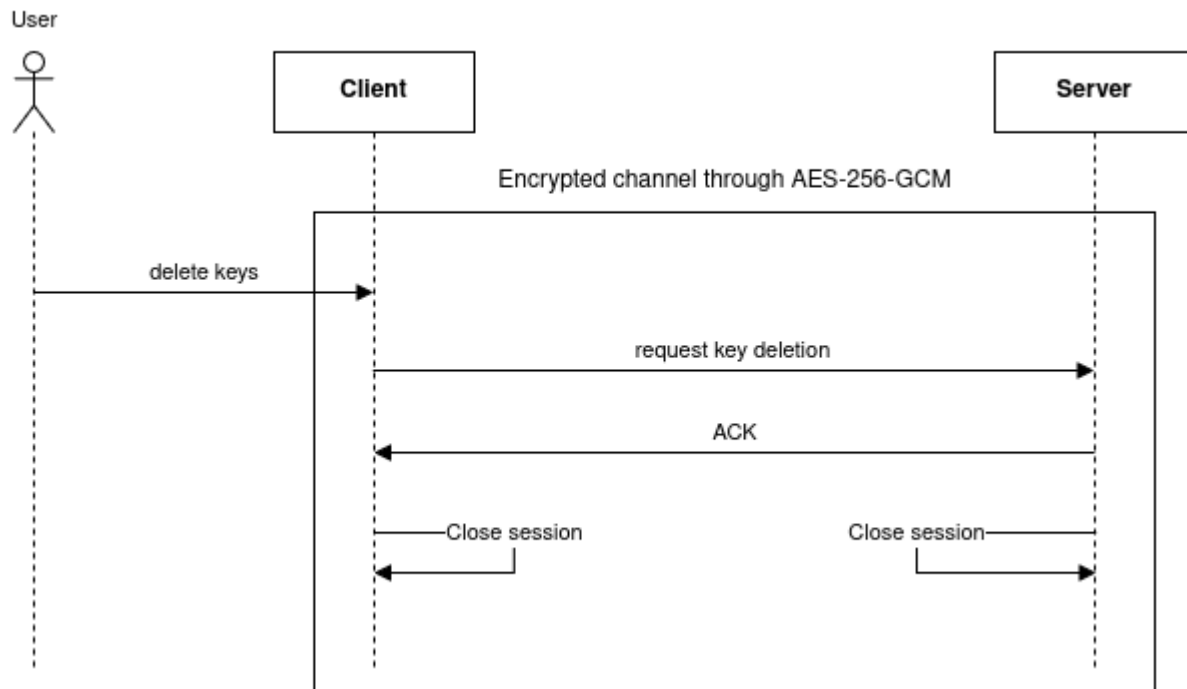 User
Client
Server
Encrypted channel through AES-256-GCM
delete keys
request key deletion
ACK
Close session
Close session